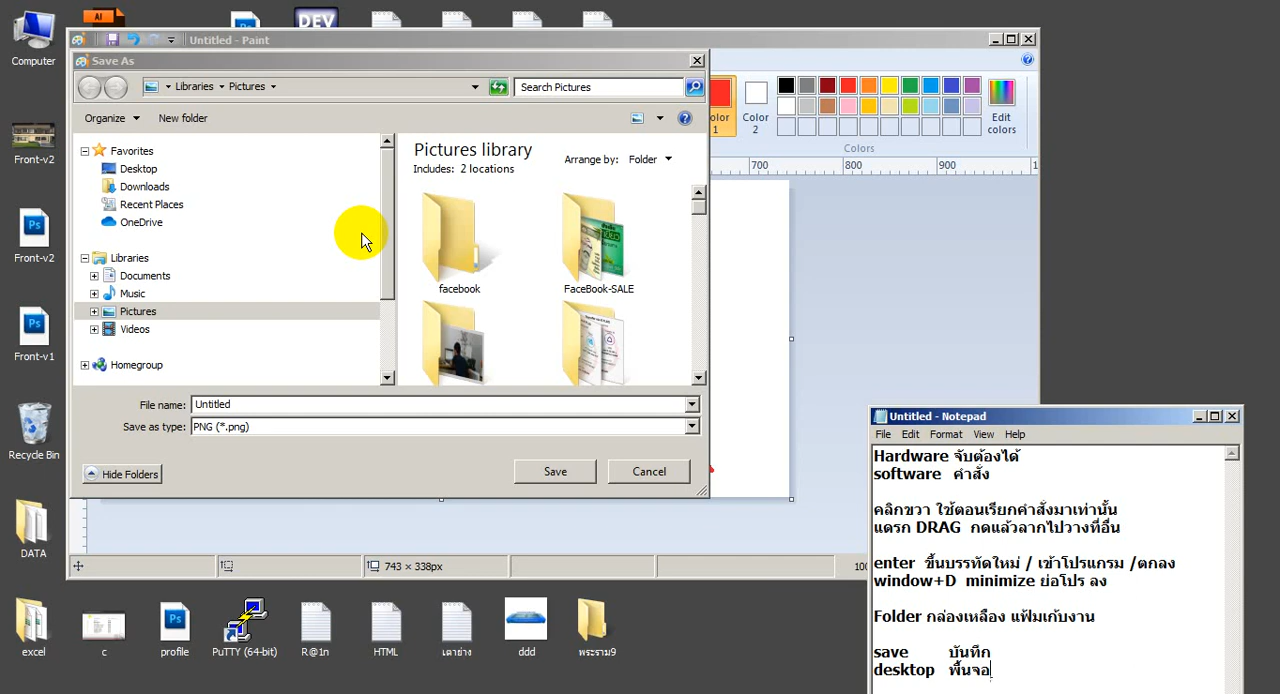 Computer
AI
DEV
Untitled - Paint
Save As
Libraries
Pictures
Search Pictures
Organize
New folder
Favorites
Desktop
Downloads
Recent Places
OneDrive
Libraries
Documents
Music
Pictures
Videos
Homegroup
Pictures library
Includes: 2 locations
Arrange by: Folder
facebook
FaceBook-SALE
File name: Untitled
Save as type: PNG (*.png)
Hide Folders
Save
Cancel
Color
1
Color
2
Edit
colors
Colors
700
800
900
743 × 338px
Front-v2
Ps
Front-v2
Ps
Front-v1
Recycle Bin
DATA
excel
c
Ps
profile
PuTTY (64-bit)
R@1n
HTML
เตาย่าง
ddd
พระราม9
Untitled - Notepad
File Edit Format View Help
Hardware จับต้องได้
software คำสั่ง
คลิกขวา ใช้ตอนเรียกคำสั่งมาเท่านั้น
แดรก DRAG กดแล้วลากไปวางที่อื่น
enter ขึ้นบรรทัดใหม่ / เข้าโปรแกรม /ตกลง
window+D minimize ย่อโปร ลง
Folder กล่องเหลือง แฟ้มเก็บงาน
save บันทึก
desktop พื้นจอ